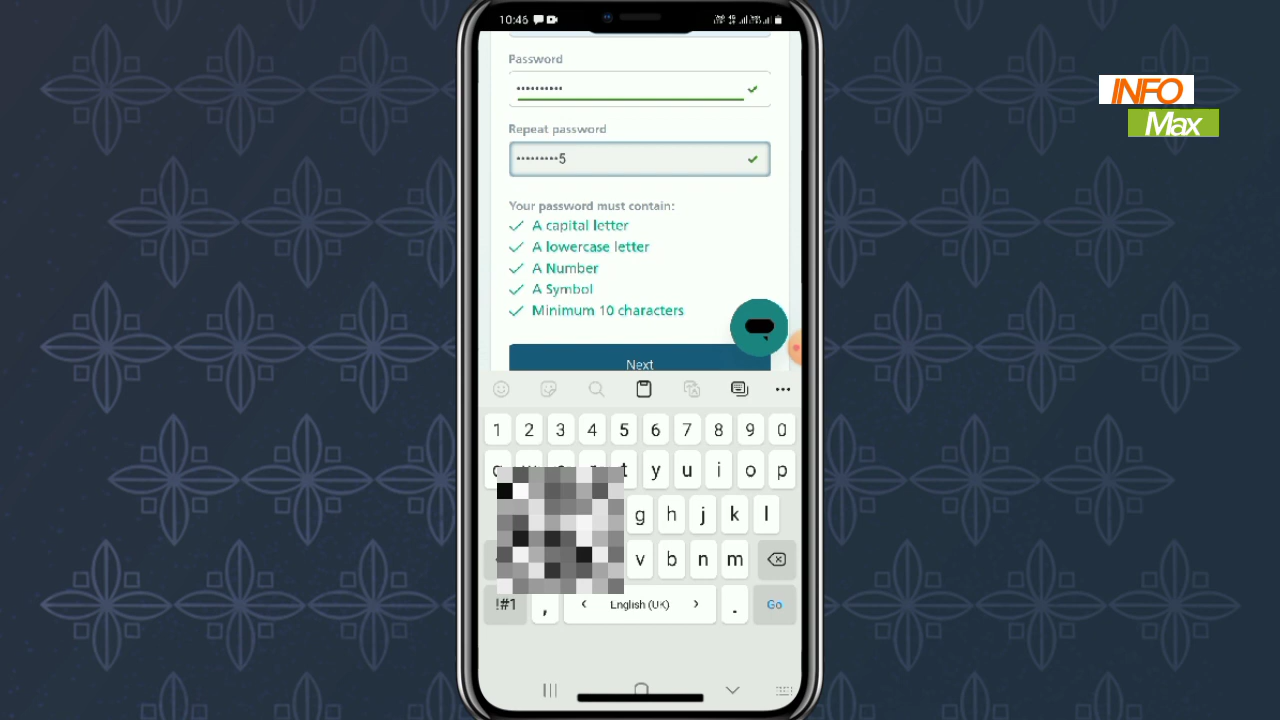 10:46
INFO
Max
Password
••••••••••
Repeat password
•••••••••5
Your password must contain:
A capital letter
A lowercase letter
A Number
A Symbol
Minimum 10 characters
Next
1 2 3 4 5 6 7 8 9 0
t y u i o p
g h j k l
v b n m
!#1 , < English (UK) > . Go